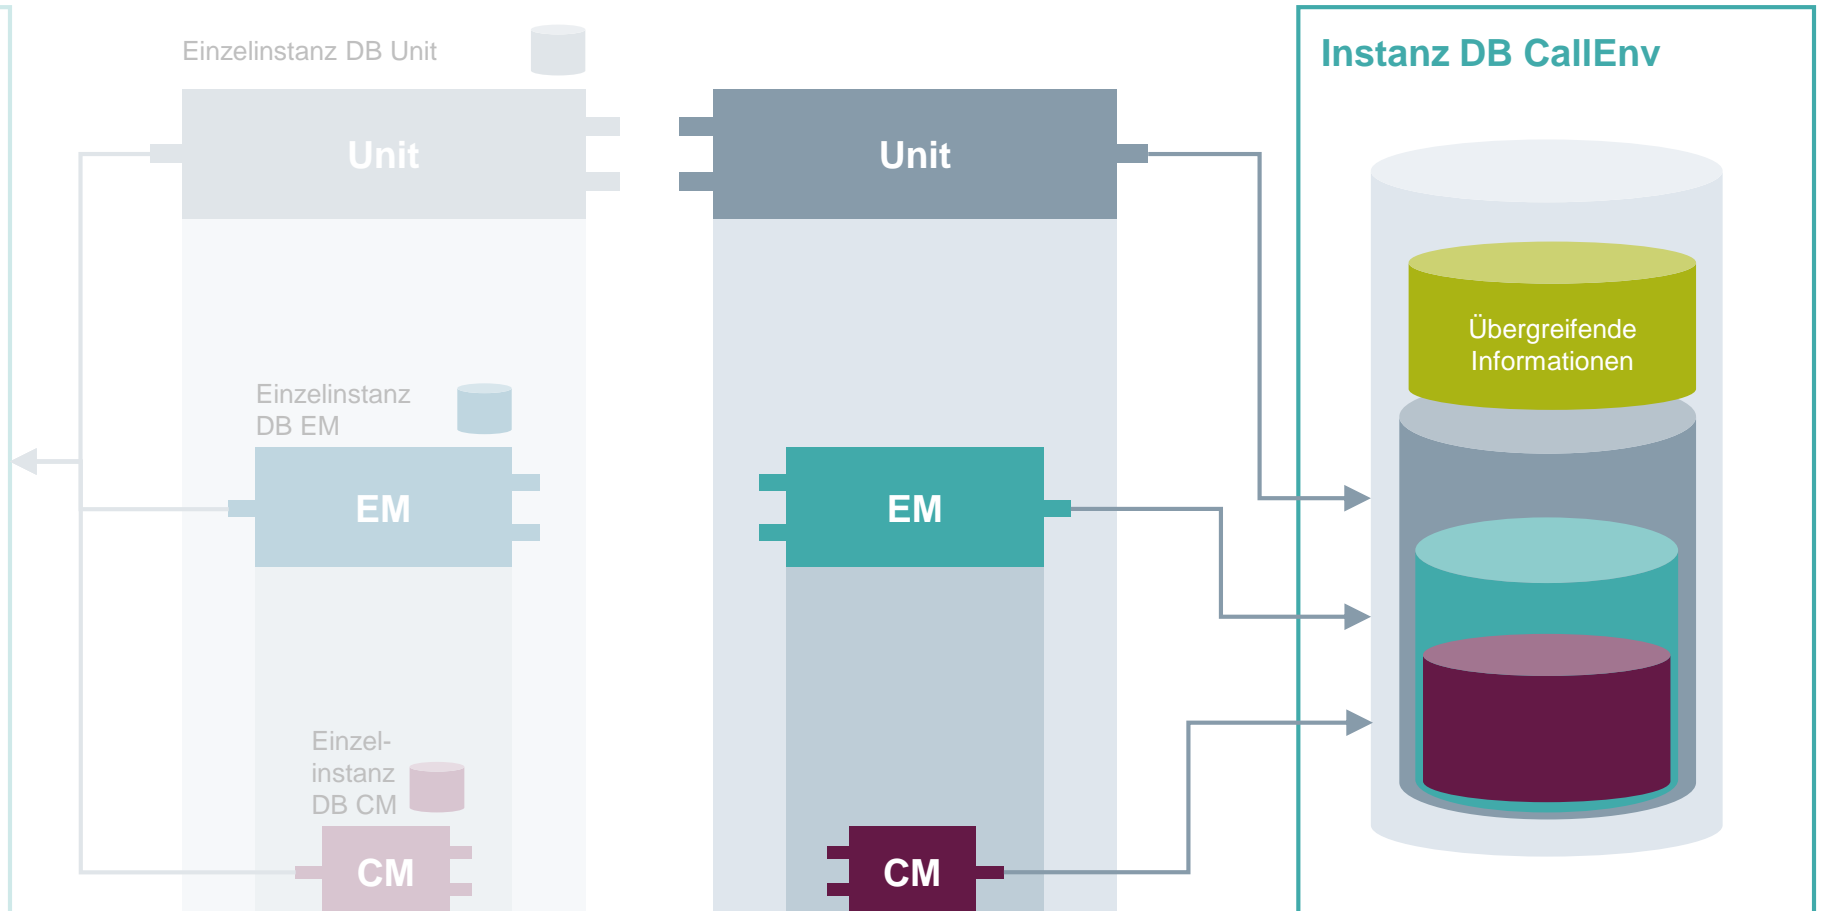 Einzelinstanz DB Unit
Unit
Einzelinstanz
DB EM
EM
Einzel-
instanz
DB CM
CM
Unit
EM
CM
Instanz DB CallEnv
Übergreifende
Informationen